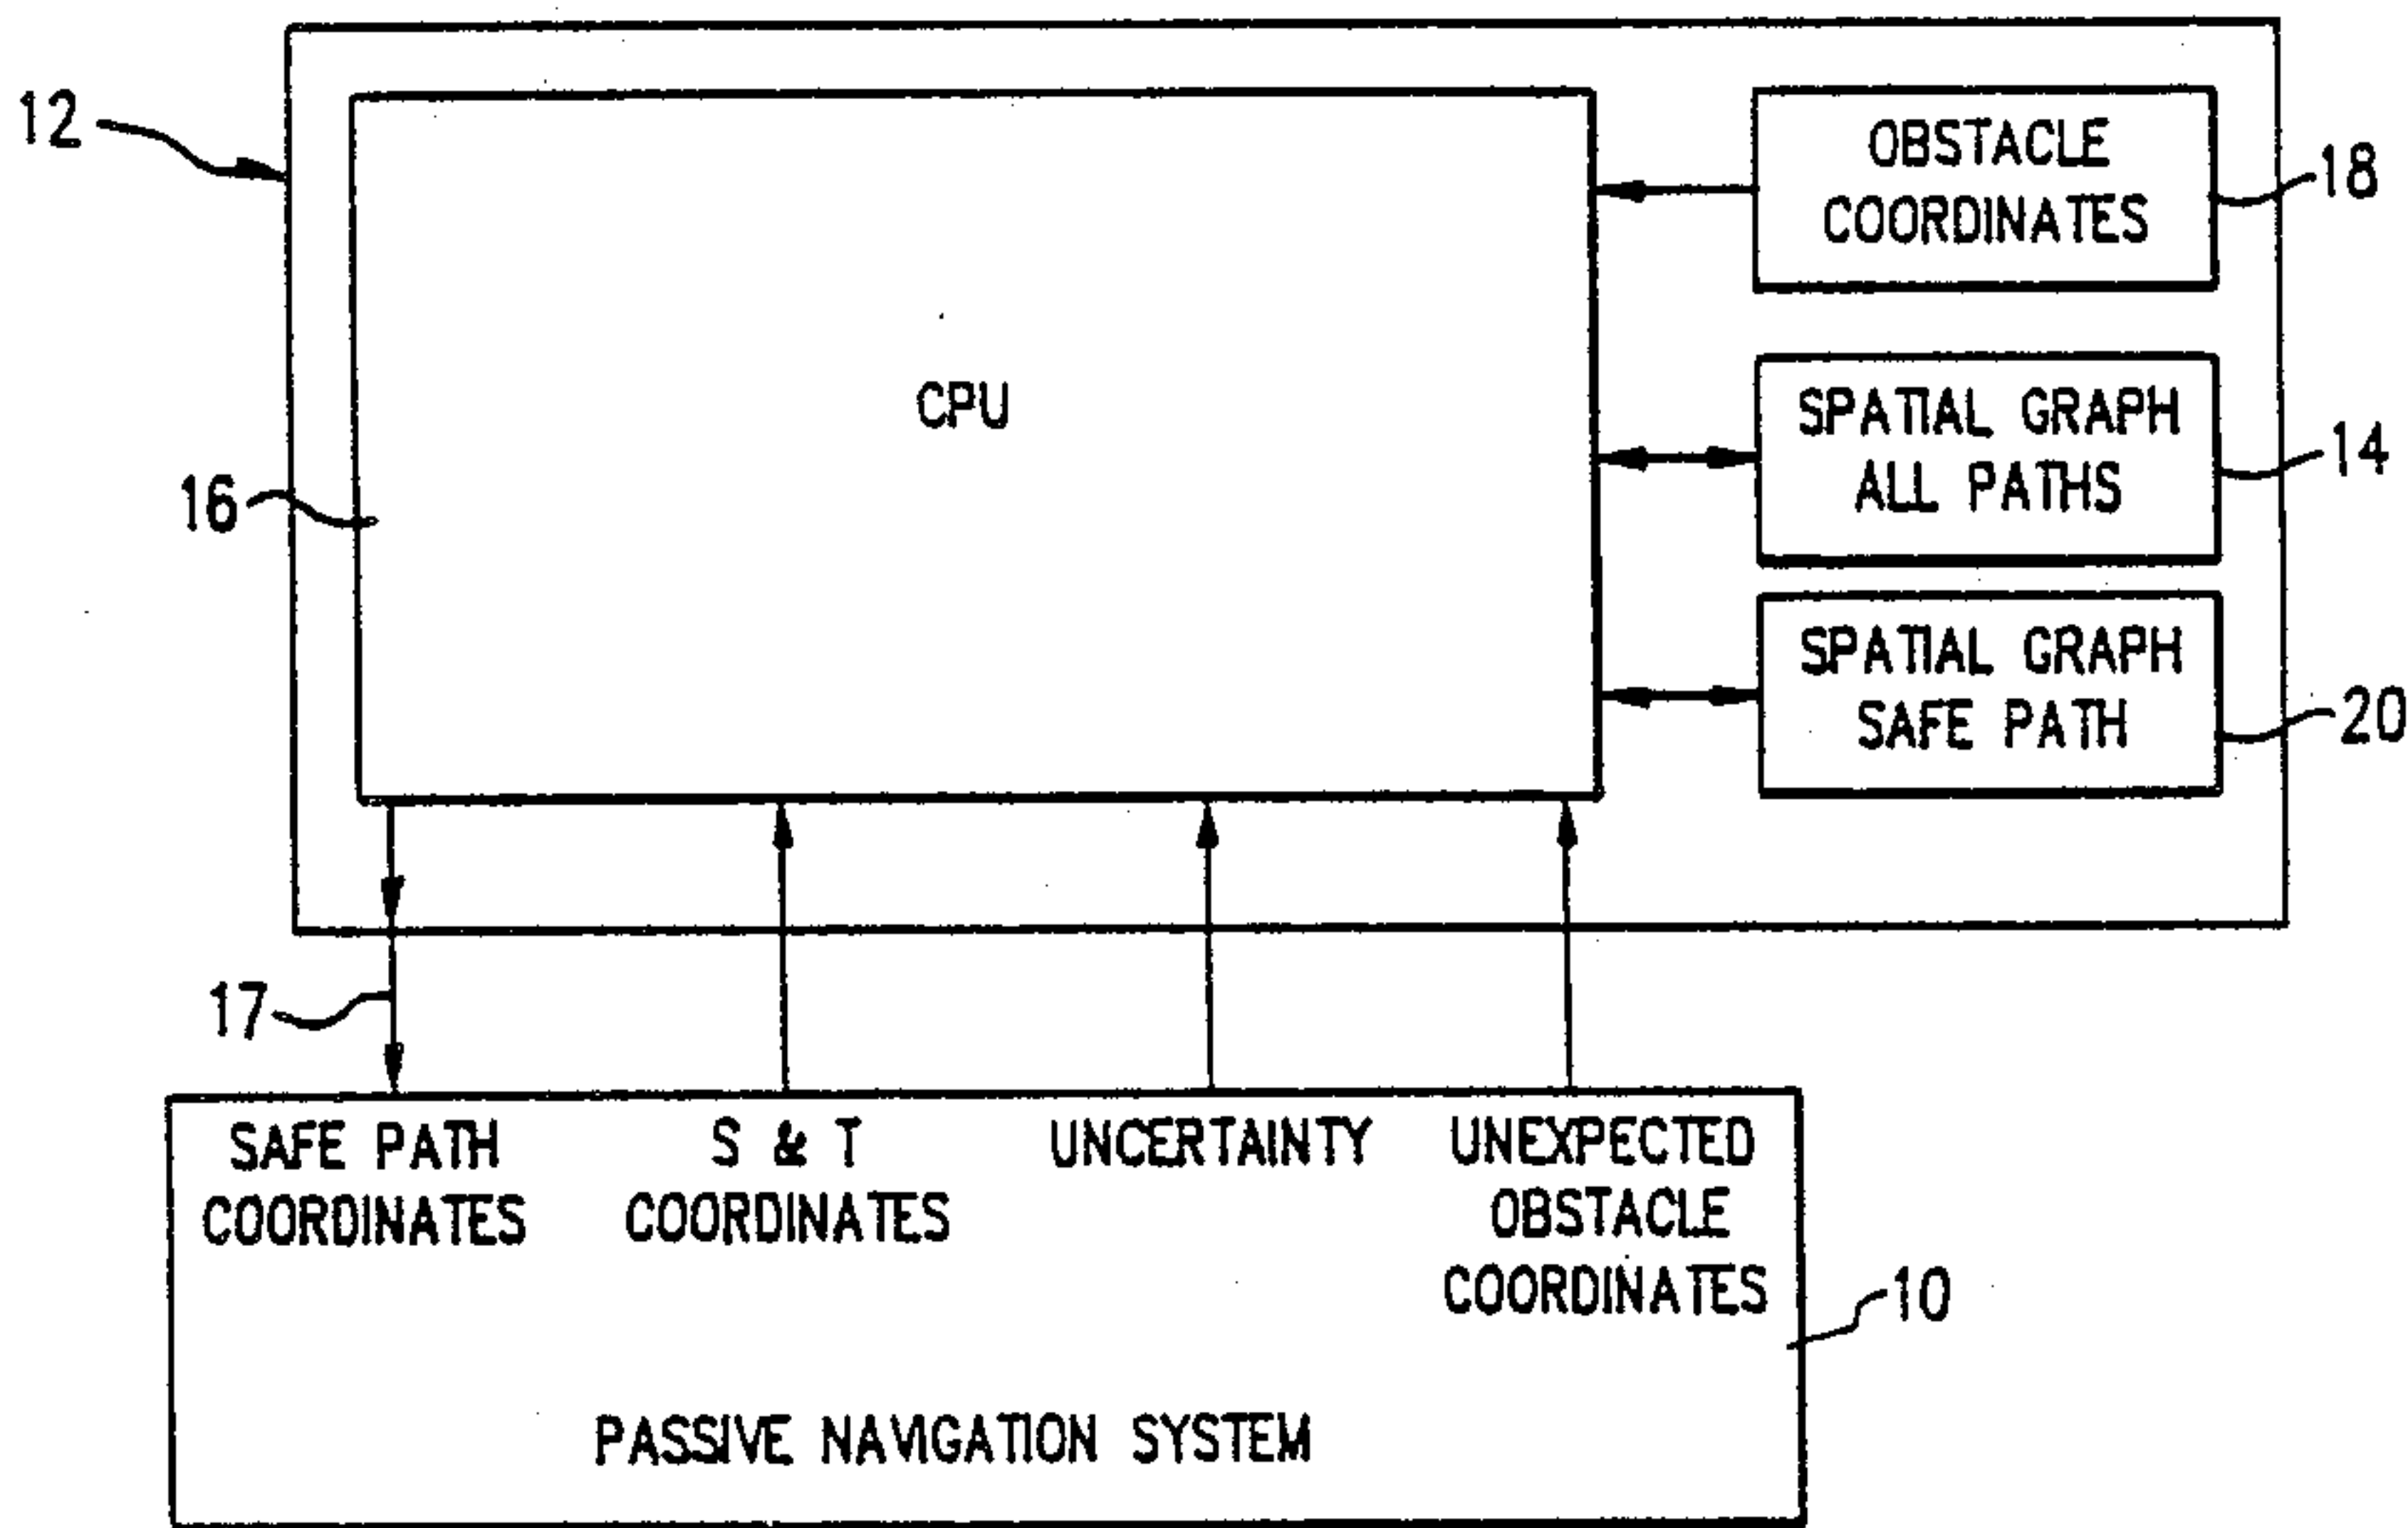 12
CPU
16
OBSTACLE
COORDINATES
18
SPATIAL GRAPH
ALL PATHS
14
SPATIAL GRAPH
SAFE PATH
20
17
SAFE PATH
COORDINATES
S & T
COORDINATES
UNCERTAINTY
UNEXPECTED
OBSTACLE
COORDINATES
10
PASSIVE NAVIGATION SYSTEM